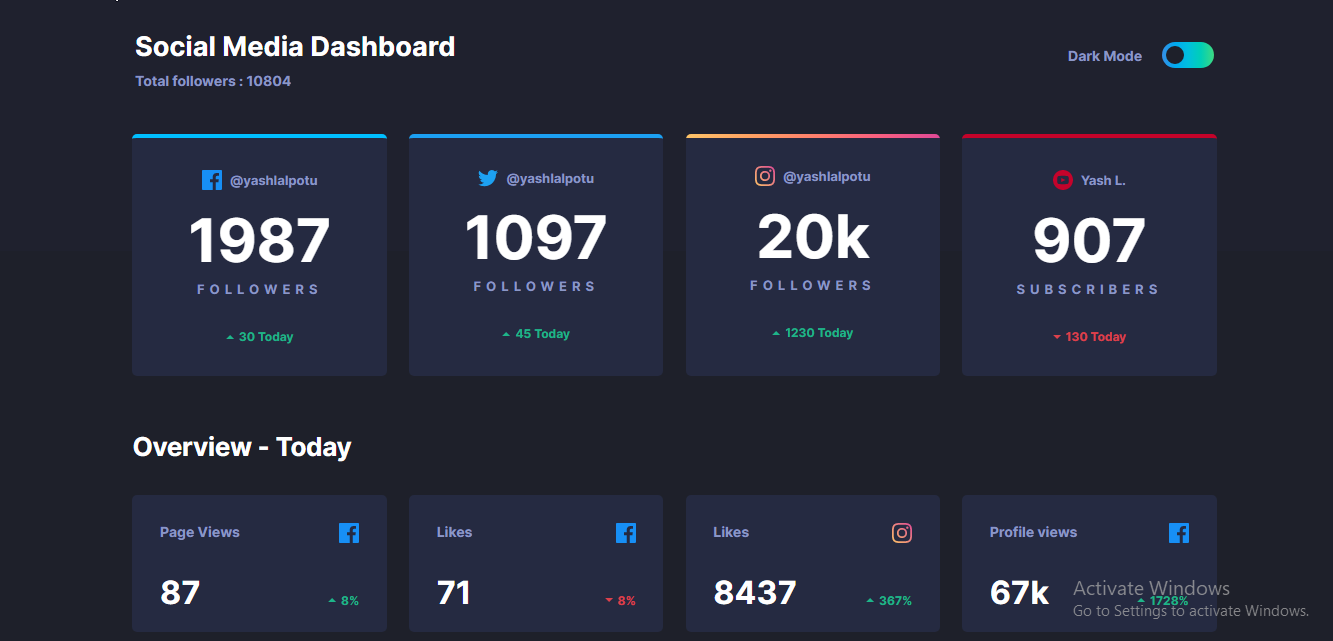 Social Media Dashboard
Total followers : 10804
Dark Mode
@yashlalpotu
1987
FOLLOWERS
30 Today
@yashlalpotu
1097
FOLLOWERS
45 Today
@yashlalpotu
20k
FOLLOWERS
1230 Today
Yash L.
907
SUBSCRIBERS
130 Today
Overview - Today
Page Views
87
8%
Likes
71
8%
Likes
8437
367%
Profile views
67k
1728%
Activate Windows
Go to Settings to activate Windows.